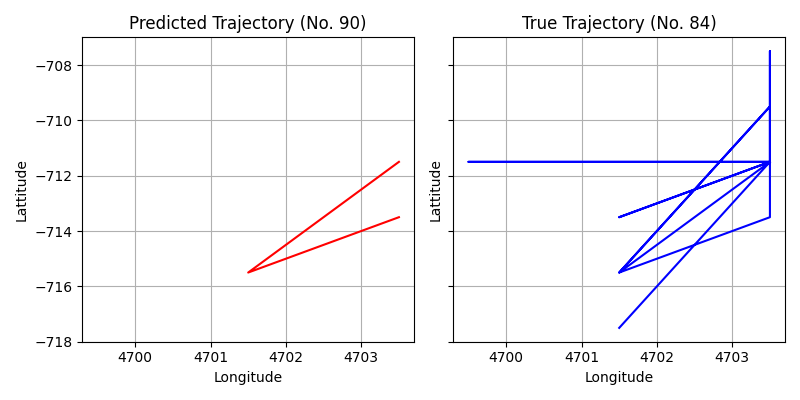 Predicted Trajectory (No. 90)
True Trajectory (No. 84)
Lattitude
−708
−710
−712
−714
−716
−718
4700
4701
4702
4703
Longitude
Lattitude
4700
4701
4702
4703
Longitude